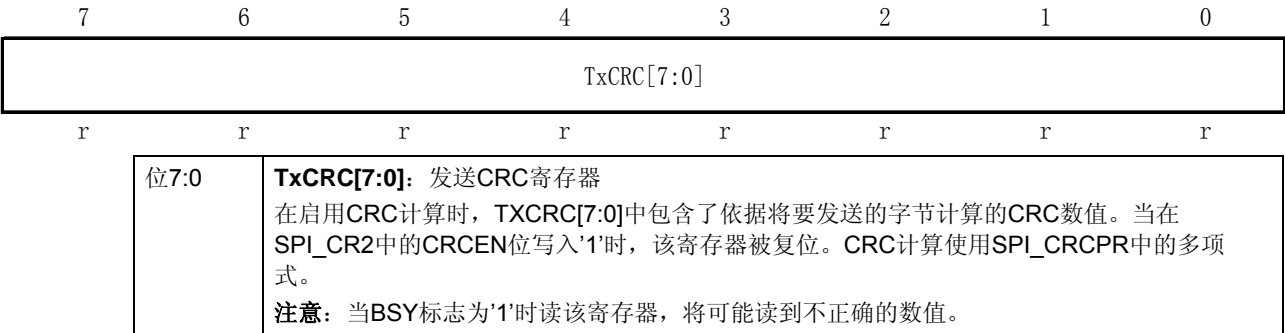 7 6 5 4 3 2 1 0
TxCRC[7:0]
r r r r r r r r
位7:0 TxCRC[7:0]：发送CRC寄存器
在启用CRC计算时，TXCRC[7:0]中包含了依据将要发送的字节计算的CRC数值。当在
SPI_CR2中的CRCEN位写入'1'时，该寄存器被复位。CRC计算使用SPI_CRCPR中的多项
式。
注意：当BSY标志为'1'时读该寄存器，将可能读到不正确的数值。